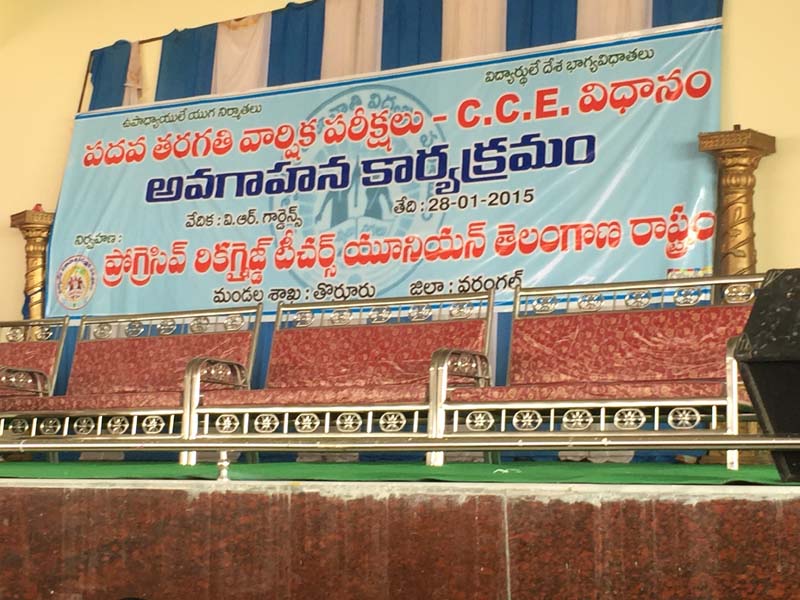 ఉపాధ్యాయులే యుగ నిర్మాతలు
విద్యార్థులే దేశ భాగ్యవిధాతలు
పదవ తరగతి వార్షిక పరీక్షలు - C.C.E. విధానం
అవగాహన కార్యక్రమం
వేదిక : వి.ఆర్. గార్డెన్స్ తేది : 28-01-2015
నిర్వహణ :
ప్రోగ్రెసివ్ రికగ్నైజ్డ్ టీచర్స్ యూనియన్ తెలంగాణ రాష్ట్రం
మండల శాఖ : తొఱూరు జిల్లా : వరంగల్